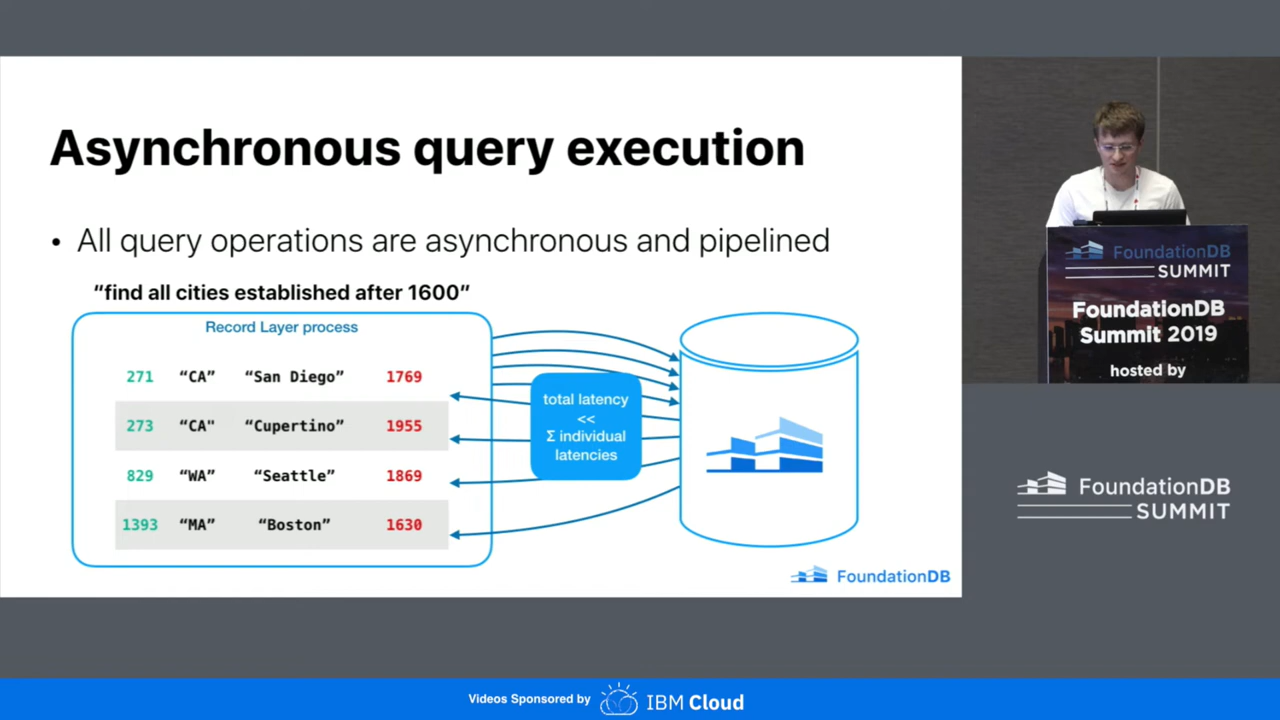 Asynchronous query execution
• All query operations are asynchronous and pipelined
“find all cities established after 1600”
Record Layer process
271 “CA” “San Diego” 1769
273 “CA" “Cupertino” 1955
829 “WA” “Seattle” 1869
1393 “MA” “Boston” 1630
total latency
<<
Σ individual
latencies
FoundationDB
FoundationDB
SUMMIT
FoundationDB
Summit 2019
hosted by
FoundationDB
SUMMIT
Videos Sponsored by IBM Cloud